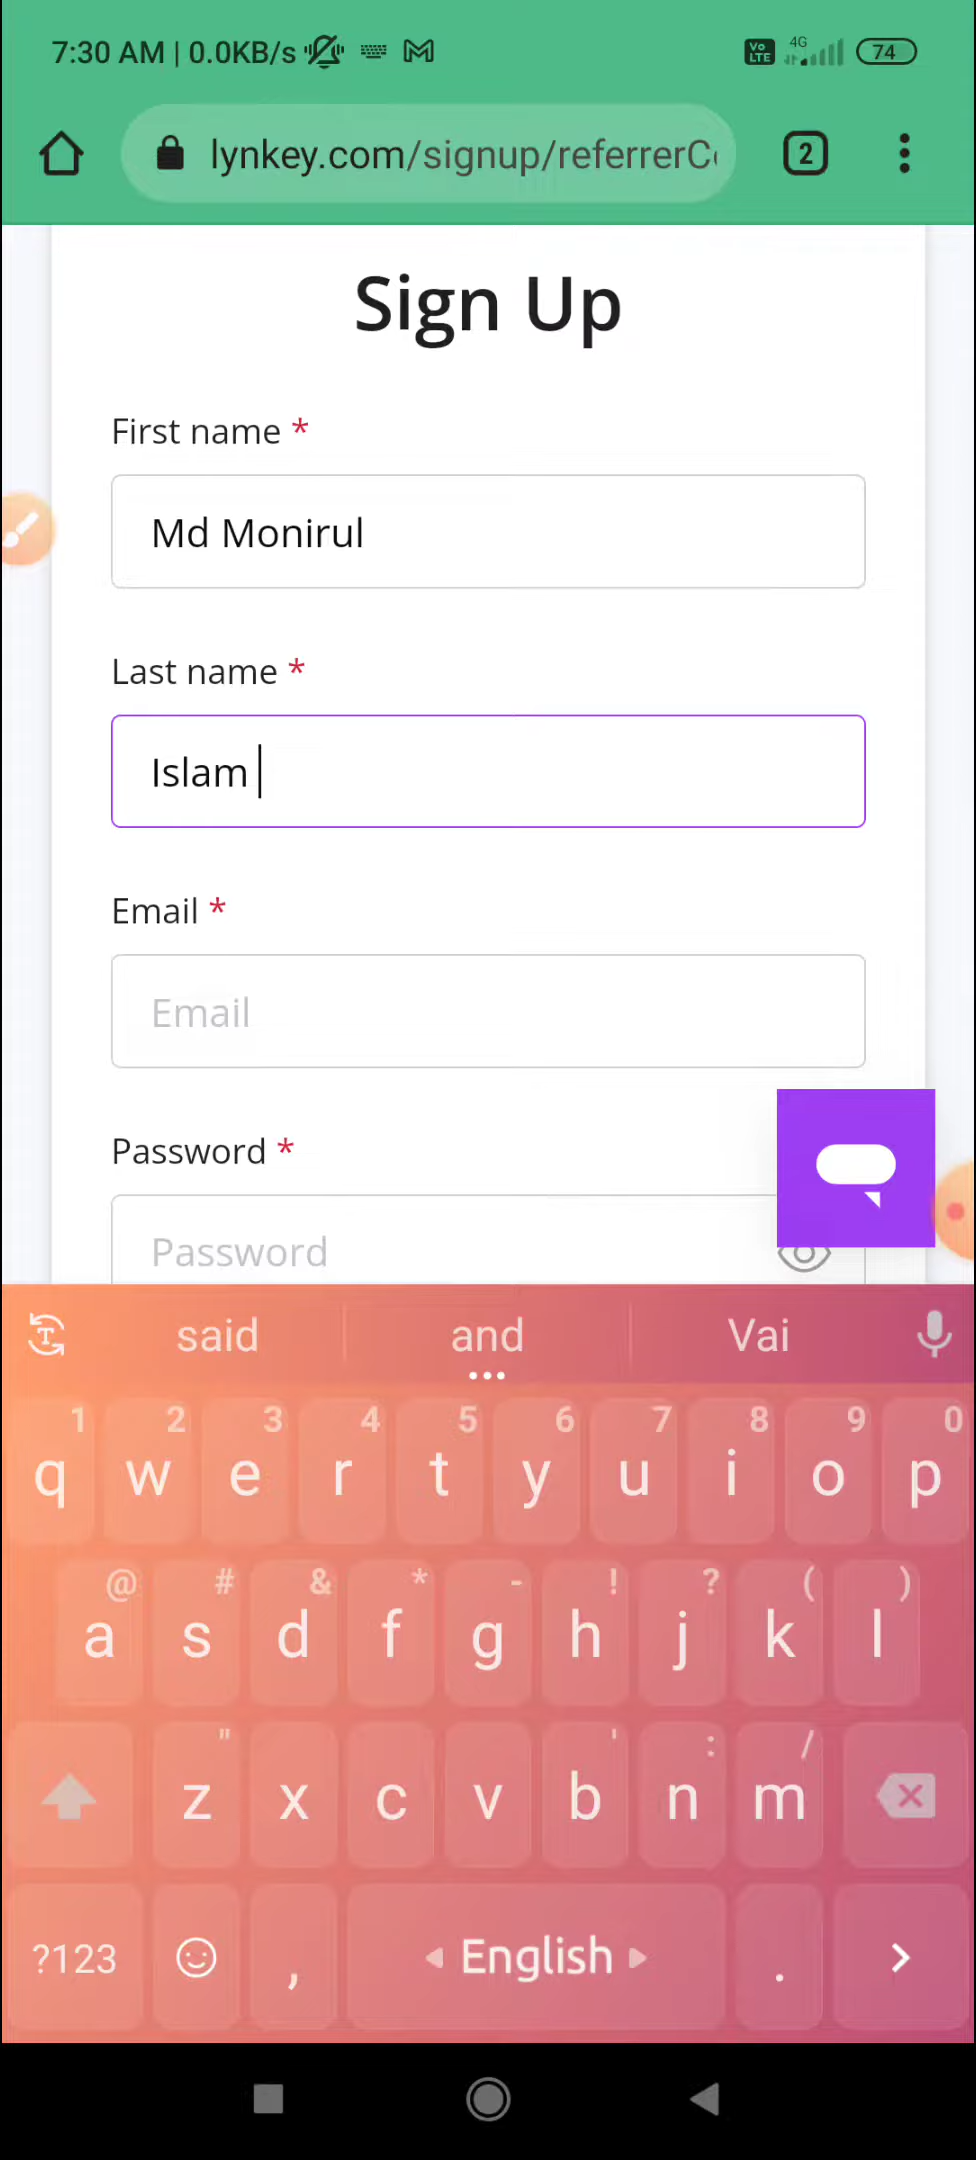 7:30 AM | 0.0KB/s
Vo LTE 4G 74
lynkey.com/signup/referrerC
2
Sign Up
First name *
Md Monirul
Last name *
Islam
Email *
Email
Password *
Password
said and Vai
1 2 3 4 5 6 7 8 9 0
q w e r t y u i o p
@ # & * - ! ? ( )
a s d f g h j k l
" ' : /
z x c v b n m
?123 , English .